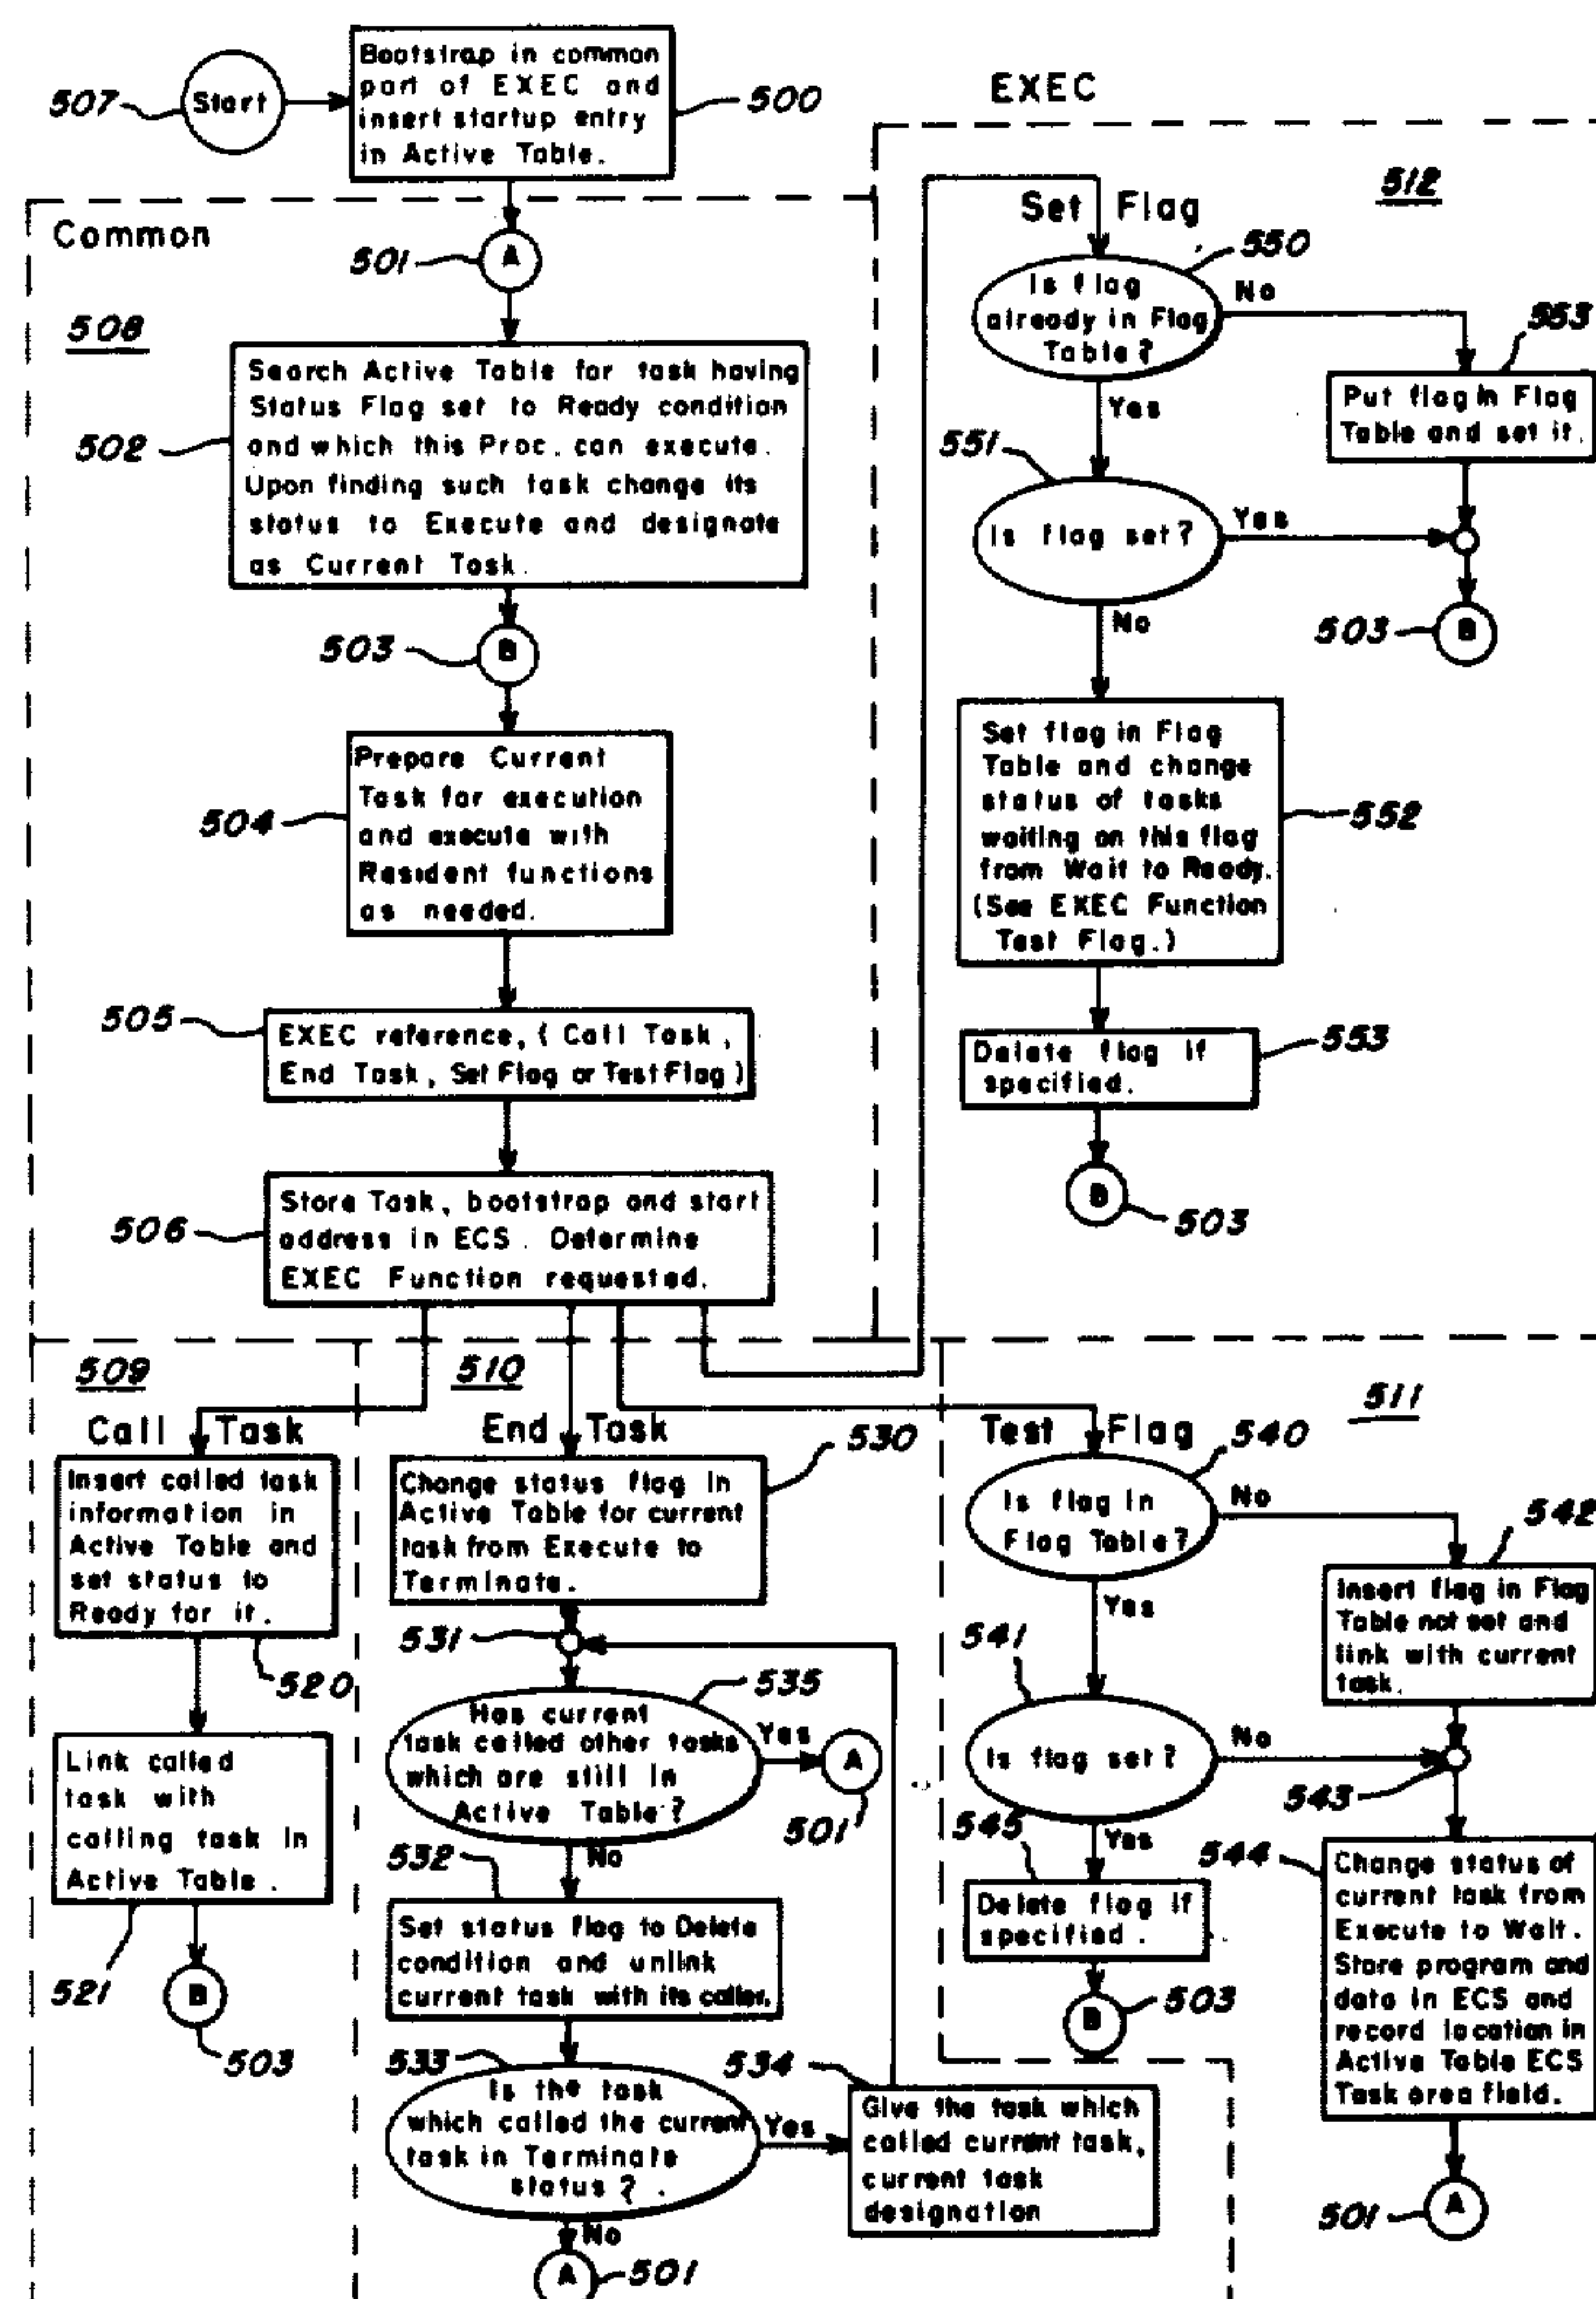 507
Start
Bootstrap in common
part of EXEC and
insert startup entry
in Active Table.
500
EXEC
Common
501
A
508
502
Search Active Table for task having
Status Flag set to Ready condition
and which this Proc. can execute.
Upon finding such task change its
status to Execute and designate
as Current Task.
503
B
504
Prepare Current
Task for execution
and execute with
Resident functions
as needed.
505
EXEC reference, (Call Task,
End Task, Set Flag or Test Flag)
506
Store Task, bootstrap and start
address in ECS. Determine
EXEC Function requested.
512
Set Flag
550
Is flag
already in Flag
Table?
No
Yes
553
Put flag in Flag
Table and set it.
551
Is flag set?
Yes
No
503
B
Set flag in Flag
Table and change
status of tasks
waiting on this flag
from Wait to Ready.
(See EXEC Function
Test Flag.)
552
Delete flag if
specified.
553
B
503
509
Call Task
Insert called task
information in
Active Table and
set status to
Ready for it.
520
Link called
task with
calling task in
Active Table.
521
B
503
510
End Task
530
Change status flag in
Active Table for current
task from Execute to
Terminate.
531
535
Has current
task called other tasks
which are still in
Active Table?
Yes
A
501
No
532
Set status flag to Delete
condition and unlink
current task with its caller.
533
Is the task
which called the current
task in Terminate
status?
Yes
534
Give the task which
called current task,
current task
designation
No
A
501
511
Test Flag
540
Is flag in
Flag Table?
No
Yes
542
Insert flag in Flag
Table not set and
link with current
task.
541
Is flag set?
No
543
545
Yes
Delete flag if
specified.
B
503
544
Change status of
current task from
Execute to Wait.
Store program and
data in ECS and
record location in
Active Table ECS
Task area field.
501
A